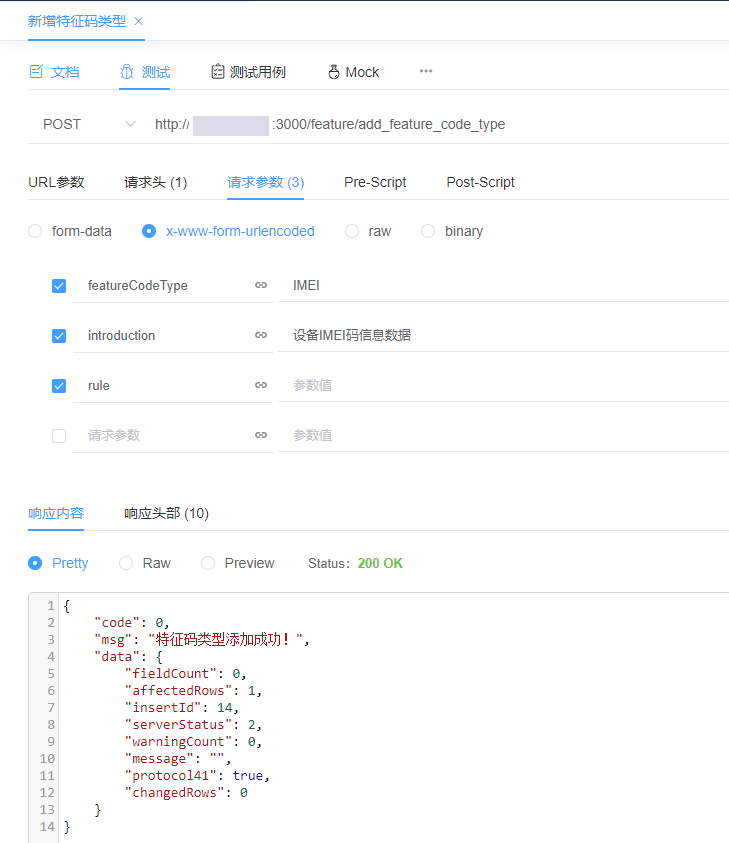 新增特征码类型 ×
文档 测试 测试用例 Mock ···
POST http:// :3000/feature/add_feature_code_type
URL参数 请求头 (1) 请求参数 (3) Pre-Script Post-Script
form-data x-www-form-urlencoded raw binary
featureCodeType IMEI
introduction 设备IMEI码信息数据
rule 参数值
请求参数 参数值
响应内容 响应头部 (10)
Pretty Raw Preview Status: 200 OK
1 {
2 "code": 0,
3 "msg": "特征码类型添加成功！",
4 "data": {
5 "fieldCount": 0,
6 "affectedRows": 1,
7 "insertId": 14,
8 "serverStatus": 2,
9 "warningCount": 0,
10 "message": "",
11 "protocol41": true,
12 "changedRows": 0
13 }
14 }